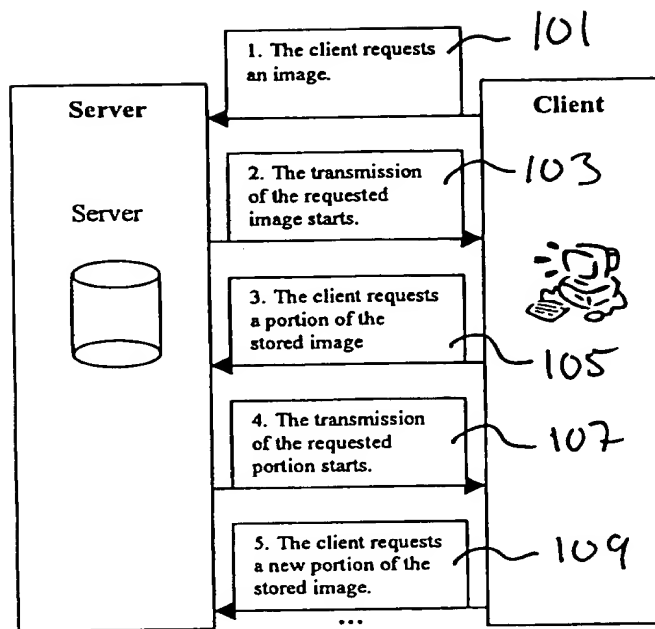 101
1. The client requests
an image.
Server
Client
2. The transmission
of the requested
image starts.
103
Server
3. The client requests
a portion of the
stored image
105
4. The transmission
of the requested
portion starts.
107
5. The client requests
a new portion of the
stored image.
109
...